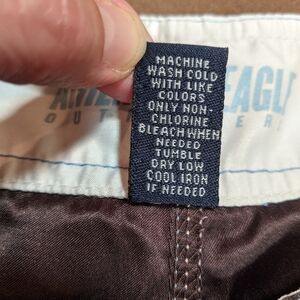 MACHINE
WASH COLD
WITH LIKE
COLORS
ONLY NON-
CHLORINE
BLEACH WHEN
NEEDED
TUMBLE
DRY LOW
COOL IRON
IF NEEDED
EAGL